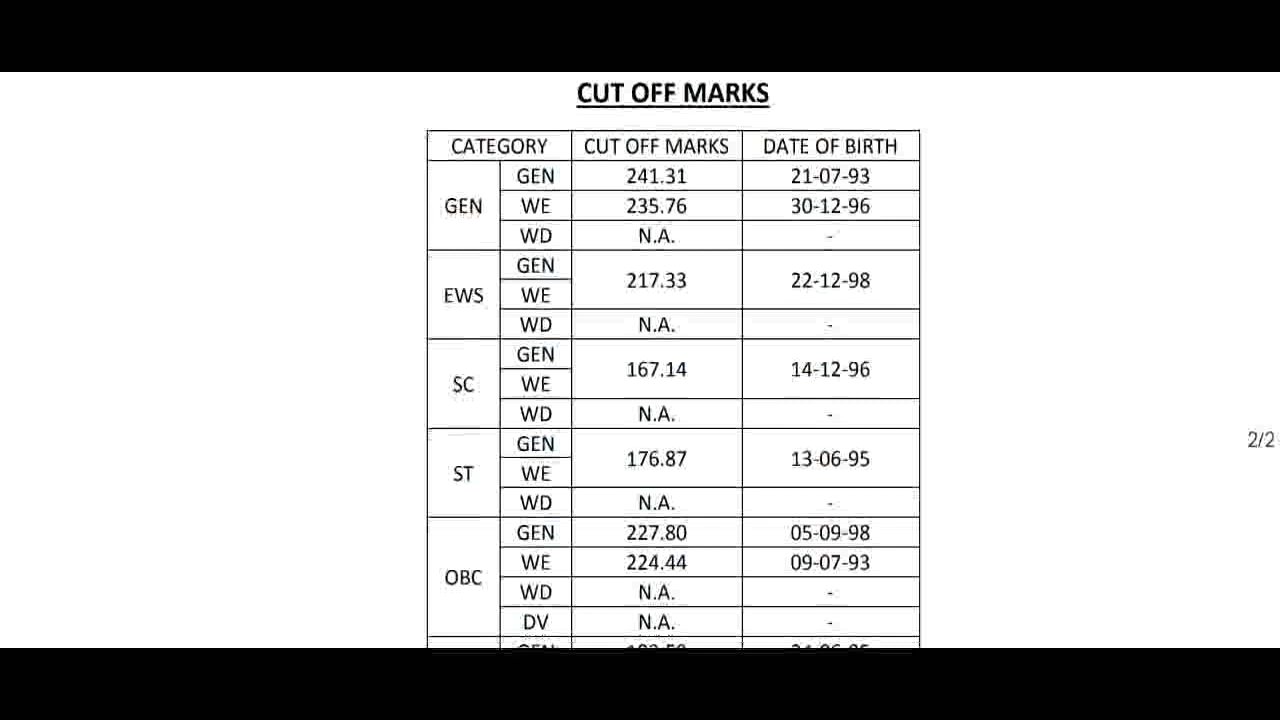 CUT OFF MARKS
CATEGORY CUT OFF MARKS DATE OF BIRTH
GEN GEN 241.31 21-07-93
WE 235.76 30-12-96
WD N.A. -
EWS GEN 217.33 22-12-98
WE
WD N.A. -
SC GEN 167.14 14-12-96
WE
WD N.A. -
ST GEN 176.87 13-06-95
WE
WD N.A. -
OBC GEN 227.80 05-09-98
WE 224.44 09-07-93
WD N.A. -
DV N.A. -
2/2